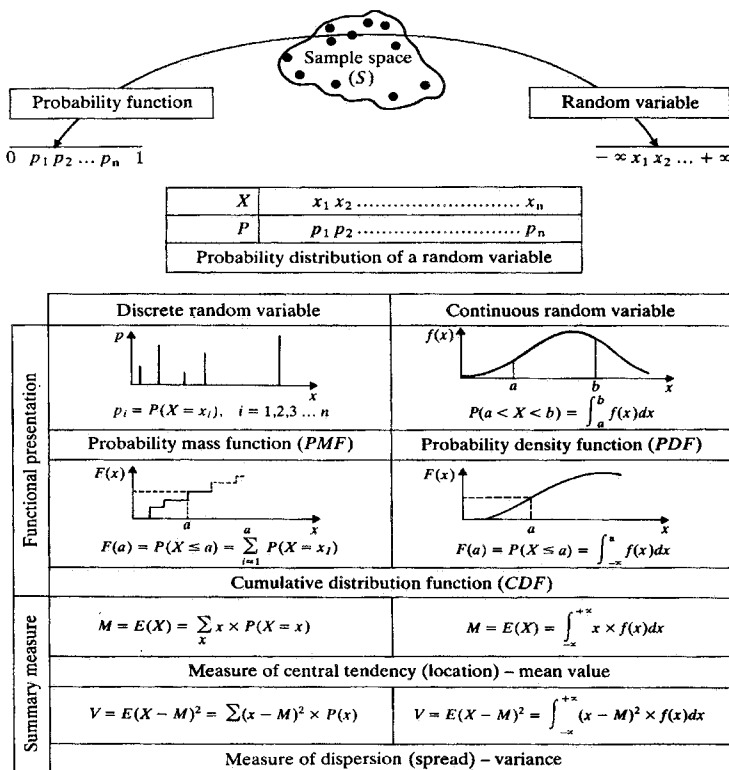 Sample space
(S)
Probability function
Random variable
0 p₁ p₂ ... pₙ 1
− ∞ x₁ x₂ ... + ∞
X x₁ x₂ ............................ xₙ
P p₁ p₂ ............................ pₙ
Probability distribution of a random variable
Discrete random variable
Continuous random variable
Functional presentation
p
x
pᵢ = P(X = xᵢ), i = 1,2,3 ... n
f(x)
a b x
P(a < X < b) = ∫ₐᵇ f(x)dx
Probability mass function (PMF)
Probability density function (PDF)
F(x)
a x
F(a) = P(X ≤ a) = ∑ᵢ₌₁ᵃ P(X = xᵢ)
F(x)
a x
F(a) = P(X ≤ a) = ∫₋∞ᵃ f(x)dx
Cumulative distribution function (CDF)
Summary measure
M = E(X) = ∑ₓ x × P(X = x)
M = E(X) = ∫₋∞⁺∞ x × f(x)dx
Measure of central tendency (location) – mean value
V = E(X − M)² = ∑(x − M)² × P(x)
V = E(X − M)² = ∫₋∞⁺∞ (x − M)² × f(x)dx
Measure of dispersion (spread) – variance